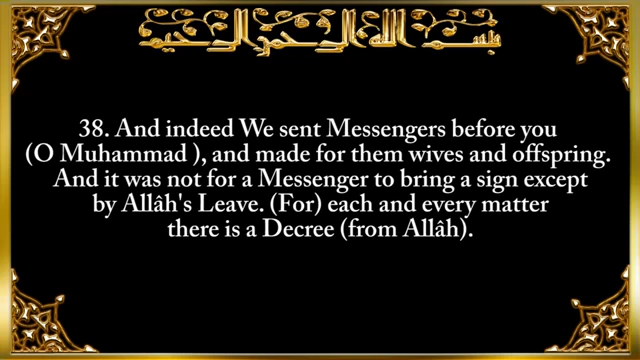 بسم الله الرحمن الرحيم
38. And indeed We sent Messengers before you
(O Muhammad ), and made for them wives and offspring.
And it was not for a Messenger to bring a sign except
by Allâh's Leave. (For) each and every matter
there is a Decree (from Allâh).